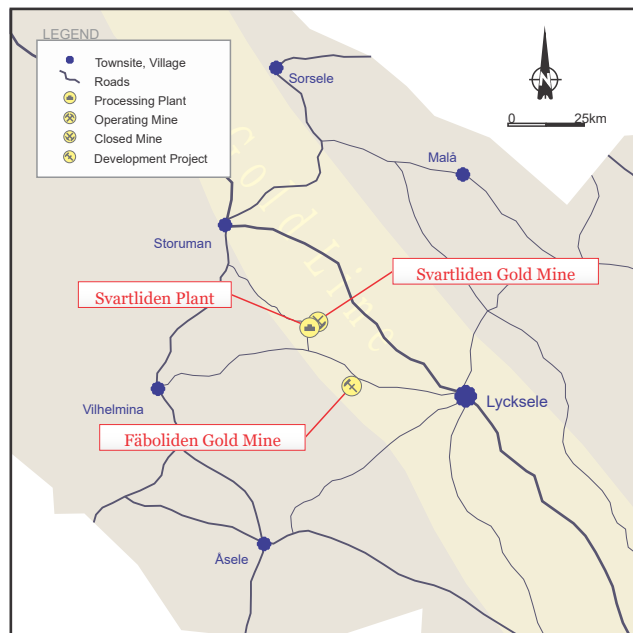 LEGEND
Townsite, Village
Roads
Processing Plant
Operating Mine
Closed Mine
Development Project
0 25km
Sorsele
Malå
Gold Line
Storuman
Svartliden Gold Mine
Svartliden Plant
Vilhelmina
Lycksele
Fäboliden Gold Mine
Åsele